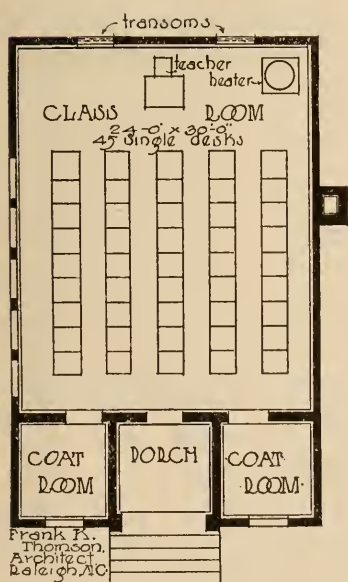 transoms
teacher
heater
CLASS ROOM
24'-0" x 30'-0"
45 single desks
COAT ROOM
PORCH
COAT ROOM
Frank K.
Thomson,
Architect
Raleigh, N.C.